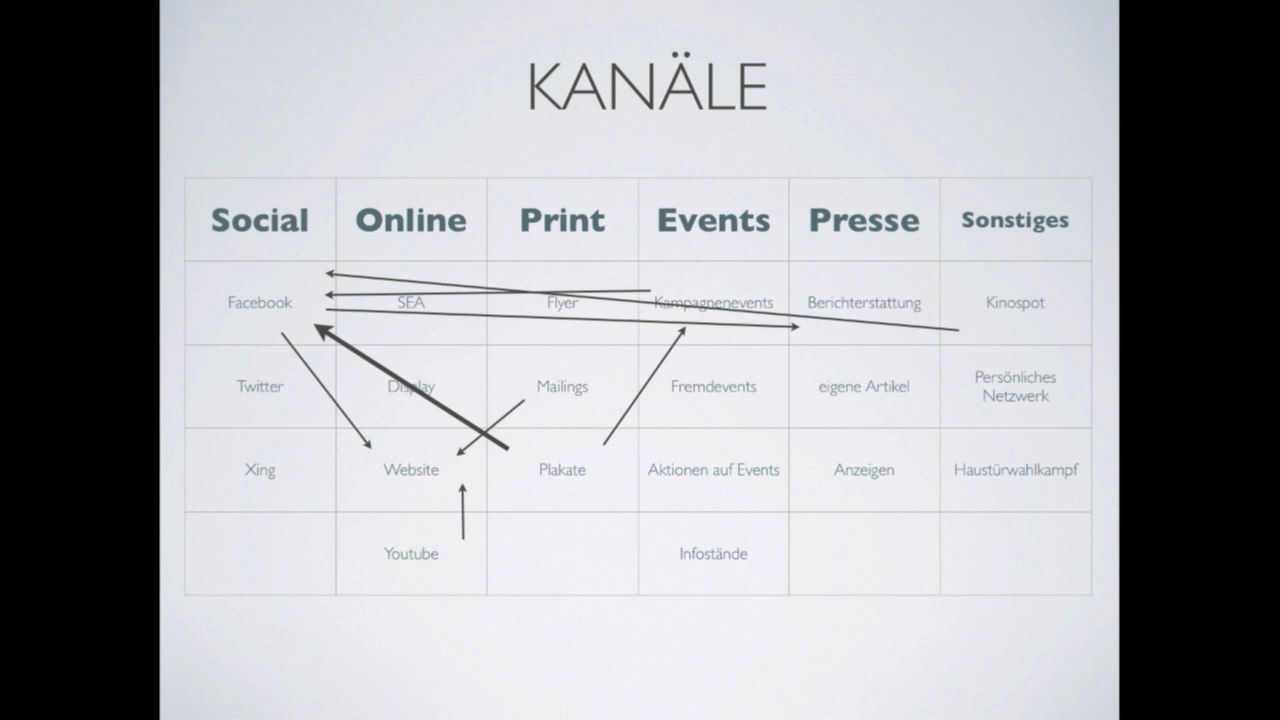 KANÄLE
Social Online Print Events Presse Sonstiges
Facebook SEA Flyer Kampagnenevents Berichterstattung Kinospot
Twitter Display Mailings Fremdevents eigene Artikel Persönliches
Netzwerk
Xing Website Plakate Aktionen auf Events Anzeigen Haustürwahlkampf
Youtube Infostände